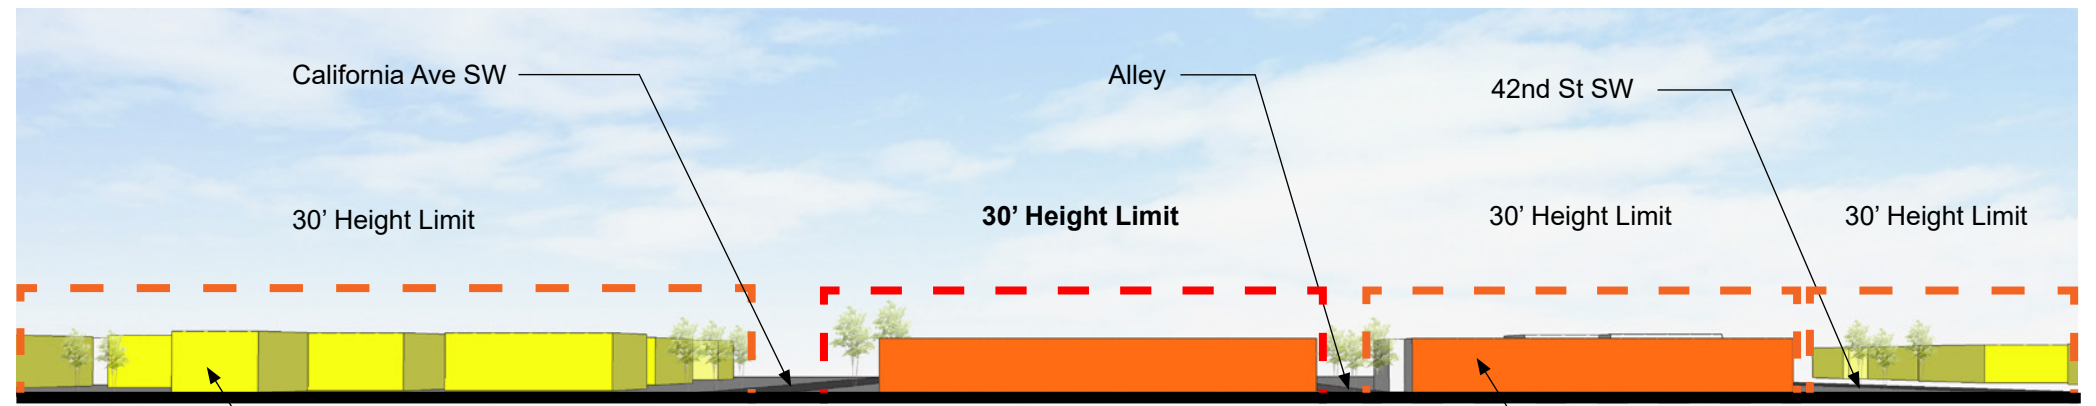 California Ave SW
Alley
42nd St SW
30’ Height Limit
30’ Height Limit
30’ Height Limit
30’ Height Limit